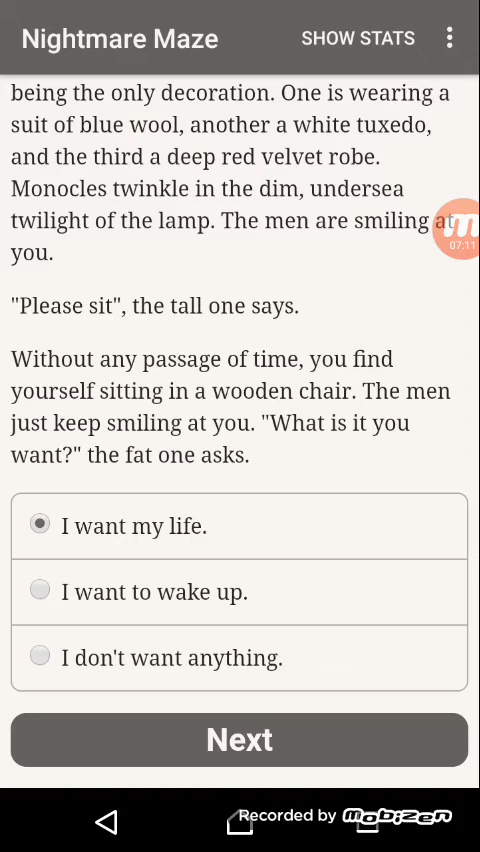 Nightmare Maze
SHOW STATS
being the only decoration. One is wearing a
suit of blue wool, another a white tuxedo,
and the third a deep red velvet robe.
Monocles twinkle in the dim, undersea
twilight of the lamp. The men are smiling at
you.
"Please sit", the tall one says.
Without any passage of time, you find
yourself sitting in a wooden chair. The men
just keep smiling at you. "What is it you
want?" the fat one asks.
I want my life.
I want to wake up.
I don't want anything.
Next
07:11
Recorded by Mobizen